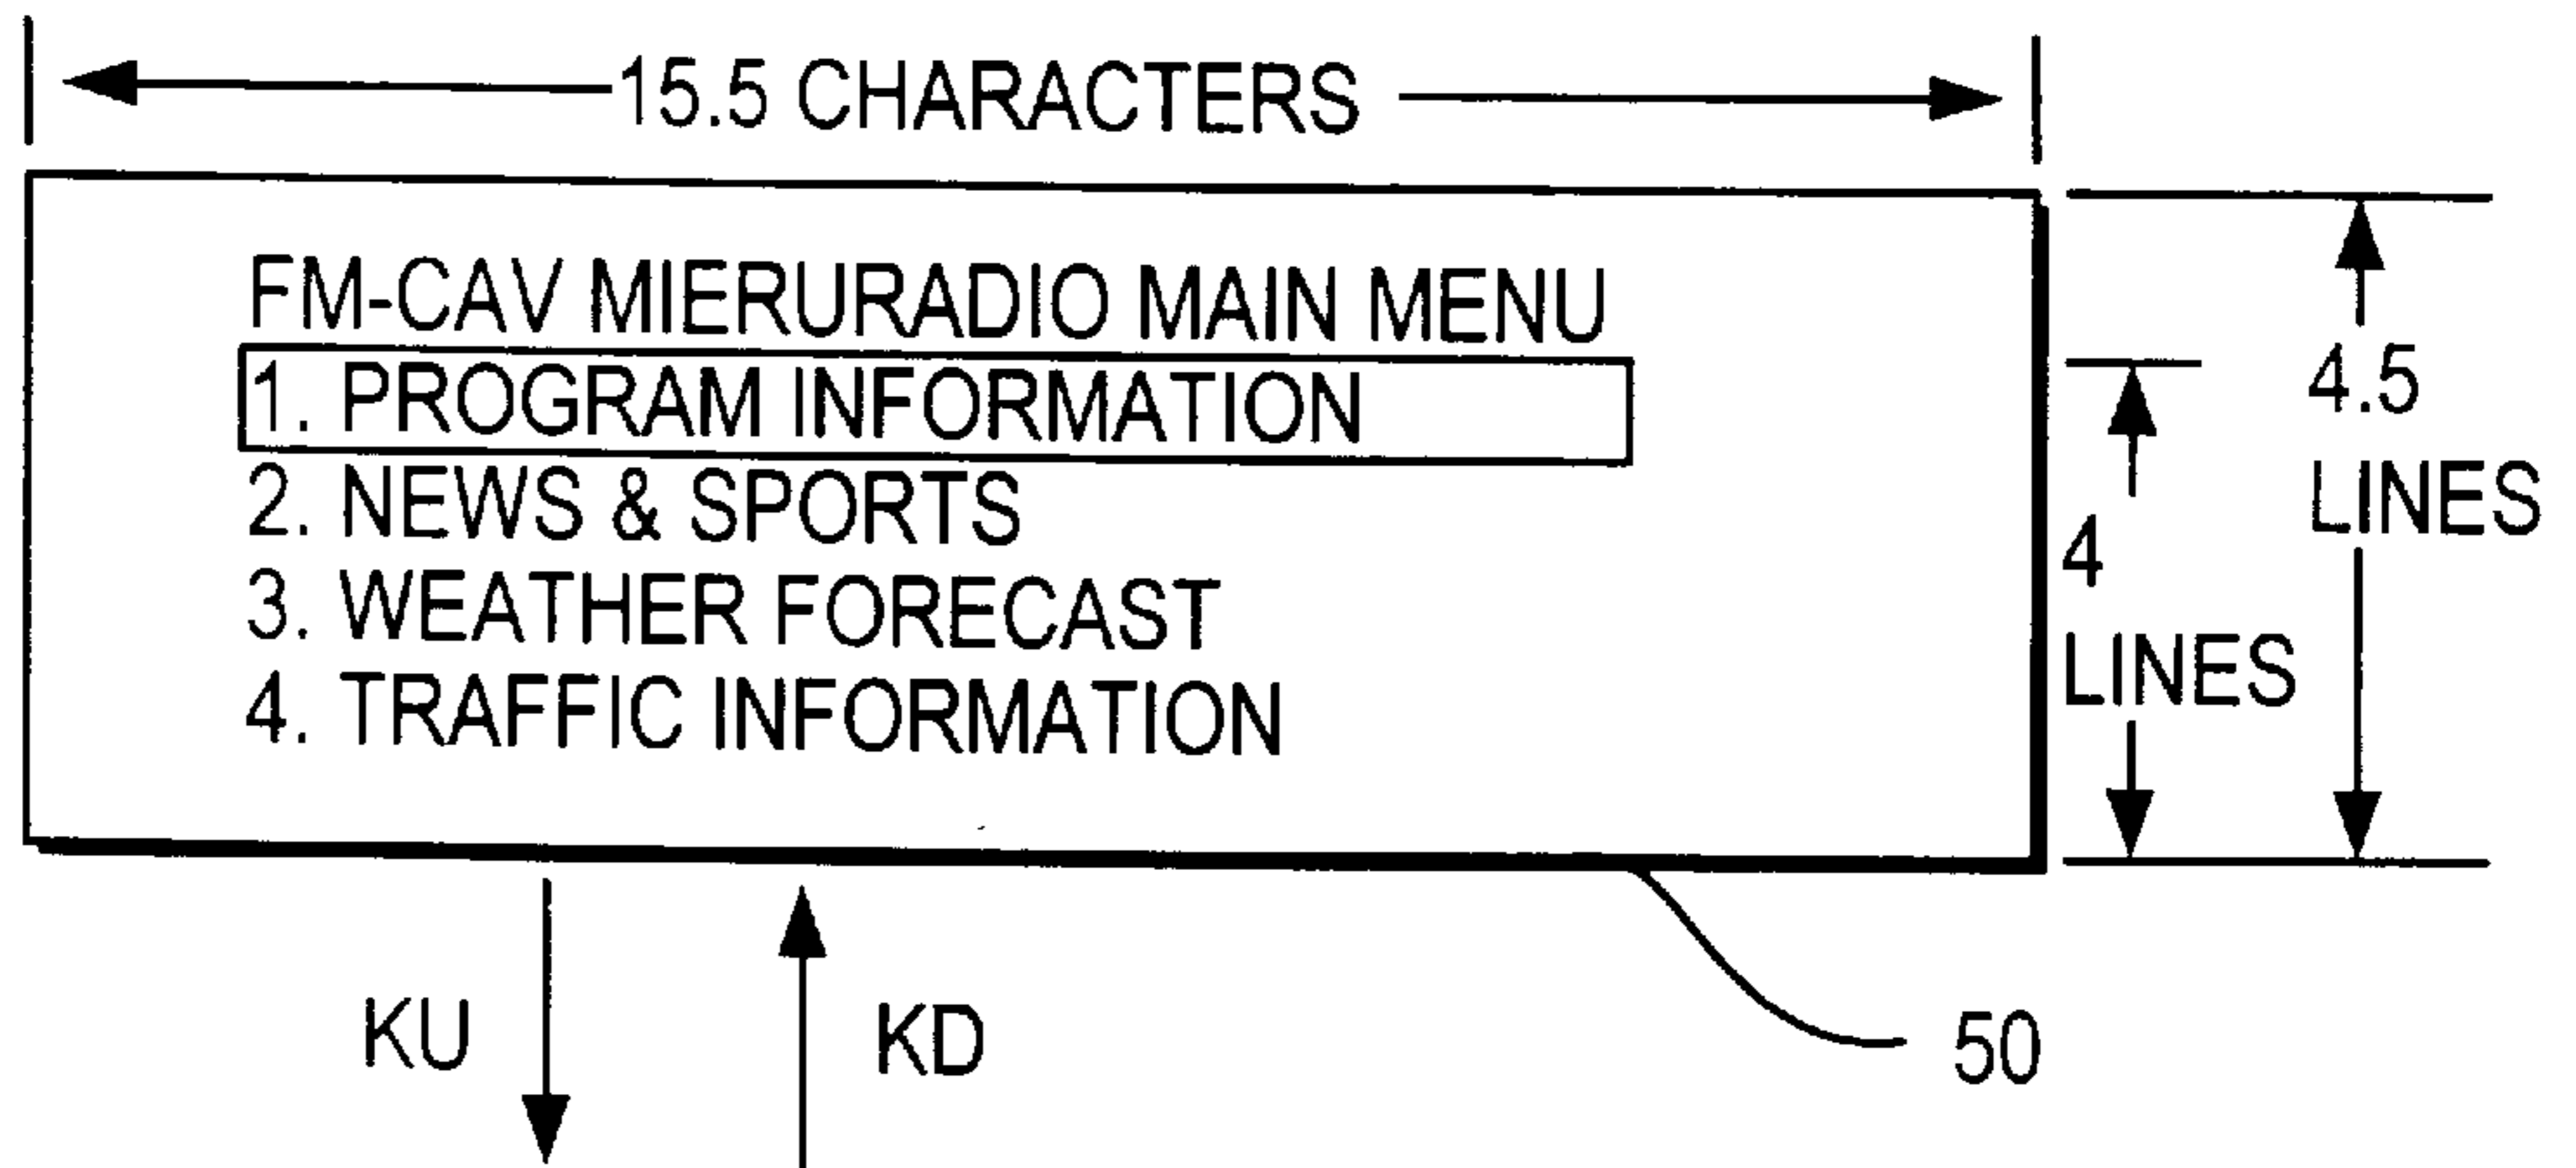 15.5 CHARACTERS
FM-CAV MIERURADIO MAIN MENU
1. PROGRAM INFORMATION
2. NEWS & SPORTS
3. WEATHER FORECAST
4. TRAFFIC INFORMATION
4
LINES
4.5
LINES
KU
KD
50